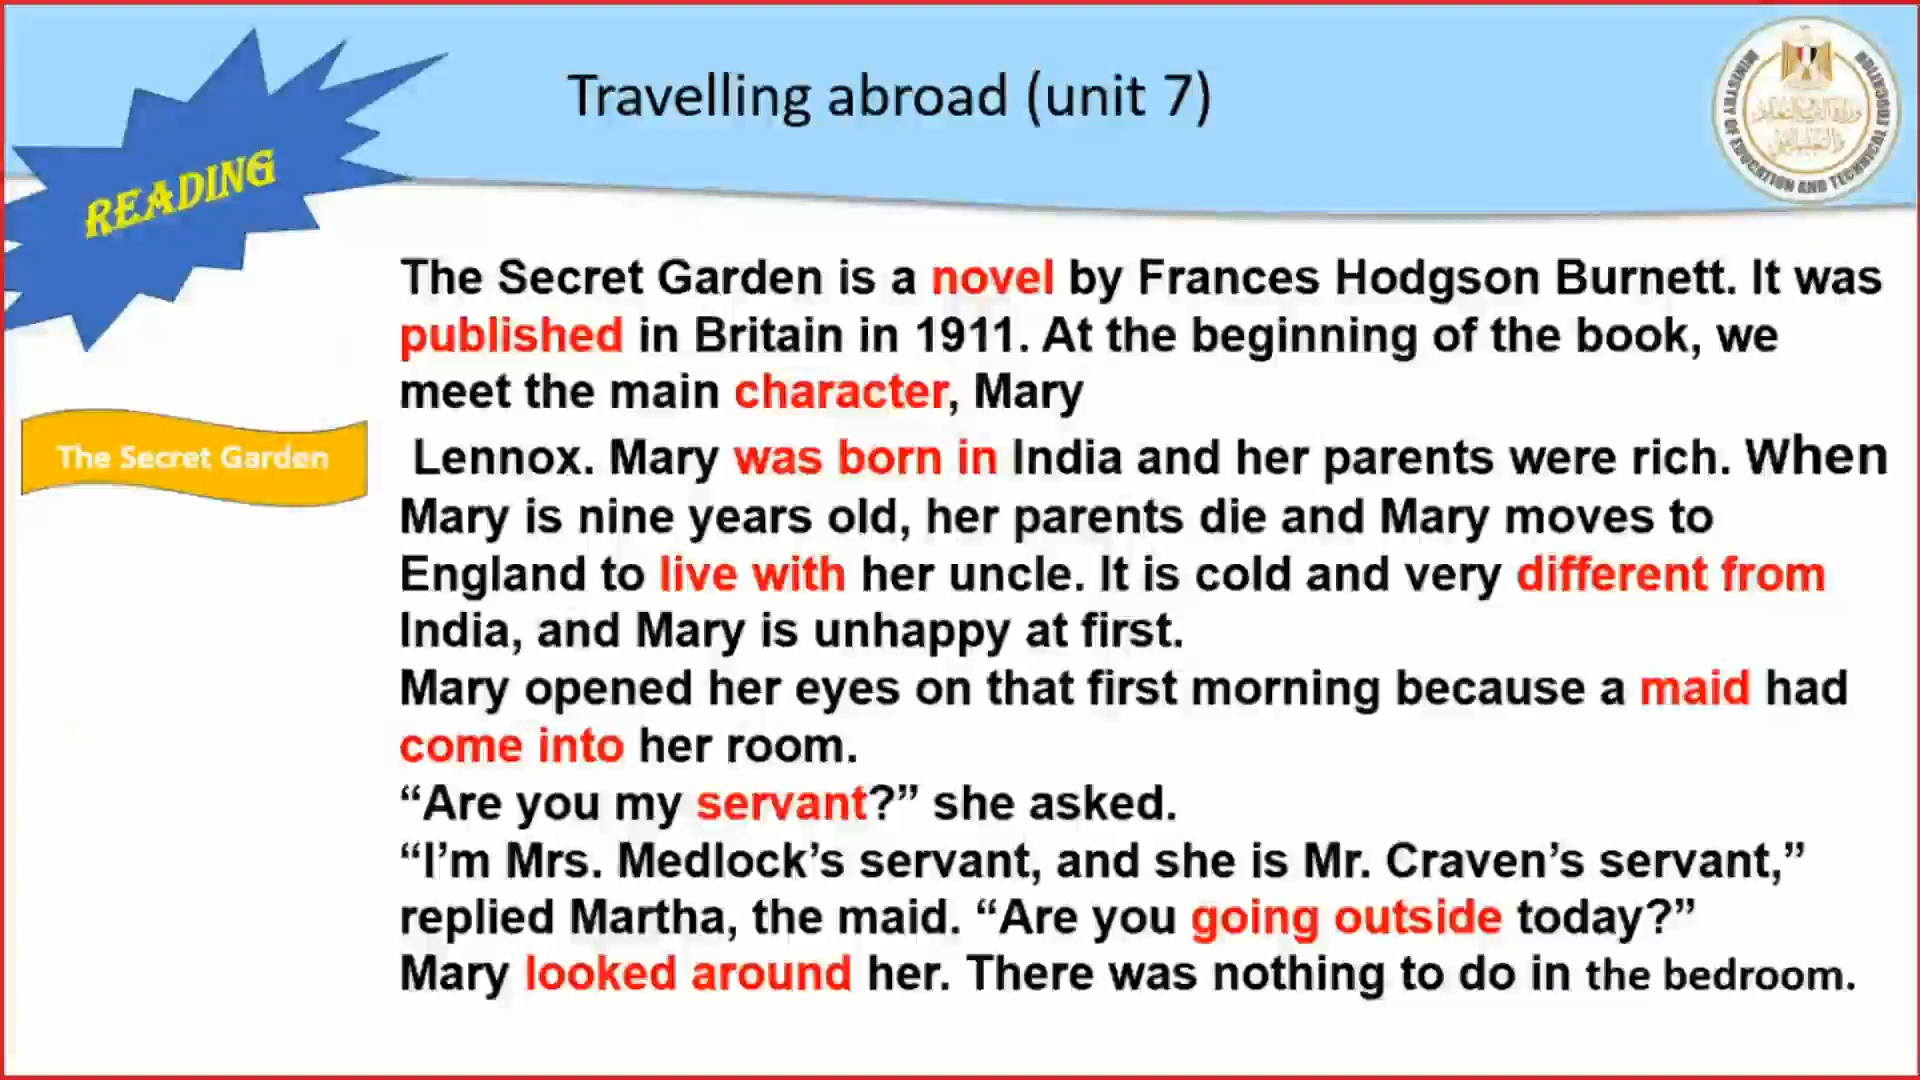 Travelling abroad (unit 7)
MINISTRY OF EDUCATION AND TECHNICAL EDUCATION
READING
The Secret Garden is a novel by Frances Hodgson Burnett. It was
published in Britain in 1911. At the beginning of the book, we
meet the main character, Mary
The Secret Garden
Lennox. Mary was born in India and her parents were rich. When
Mary is nine years old, her parents die and Mary moves to
England to live with her uncle. It is cold and very different from
India, and Mary is unhappy at first.
Mary opened her eyes on that first morning because a maid had
come into her room.
“Are you my servant?” she asked.
“I’m Mrs. Medlock’s servant, and she is Mr. Craven’s servant,”
replied Martha, the maid. “Are you going outside today?”
Mary looked around her. There was nothing to do in the bedroom.